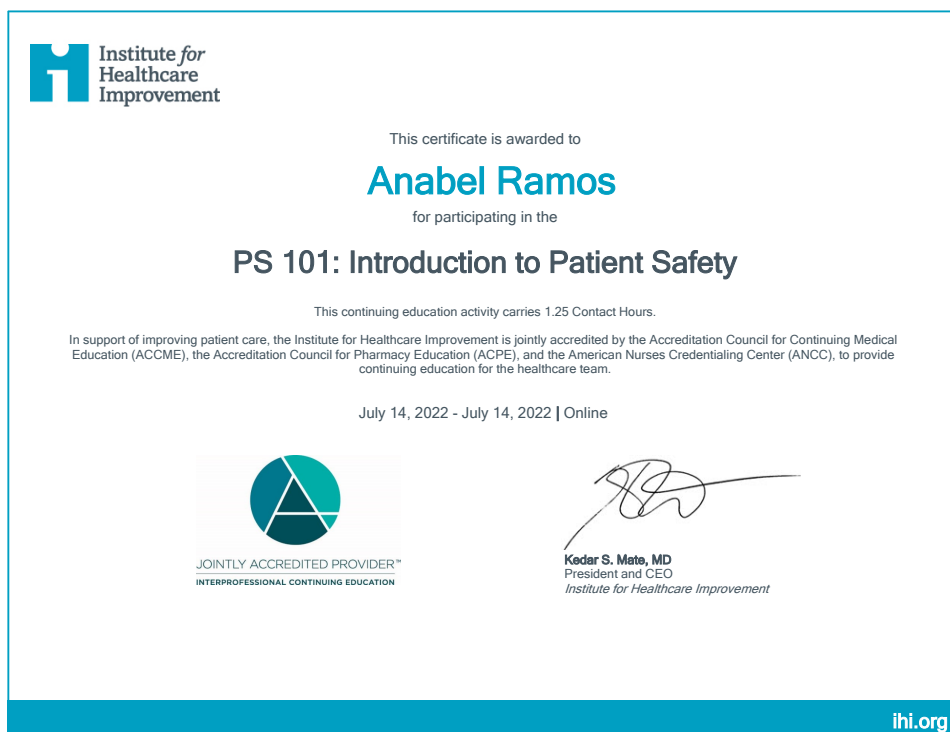 Institute for
Healthcare
Improvement
This certificate is awarded to
Anabel Ramos
for participating in the
PS 101: Introduction to Patient Safety
This continuing education activity carries 1.25 Contact Hours.
In support of improving patient care, the Institute for Healthcare Improvement is jointly accredited by the Accreditation Council for Continuing Medical
Education (ACCME), the Accreditation Council for Pharmacy Education (ACPE), and the American Nurses Credentialing Center (ANCC), to provide
continuing education for the healthcare team.
July 14, 2022 - July 14, 2022 | Online
JOINTLY ACCREDITED PROVIDER™
INTERPROFESSIONAL CONTINUING EDUCATION
Kedar S. Mate, MD
President and CEO
Institute for Healthcare Improvement
ihi.org